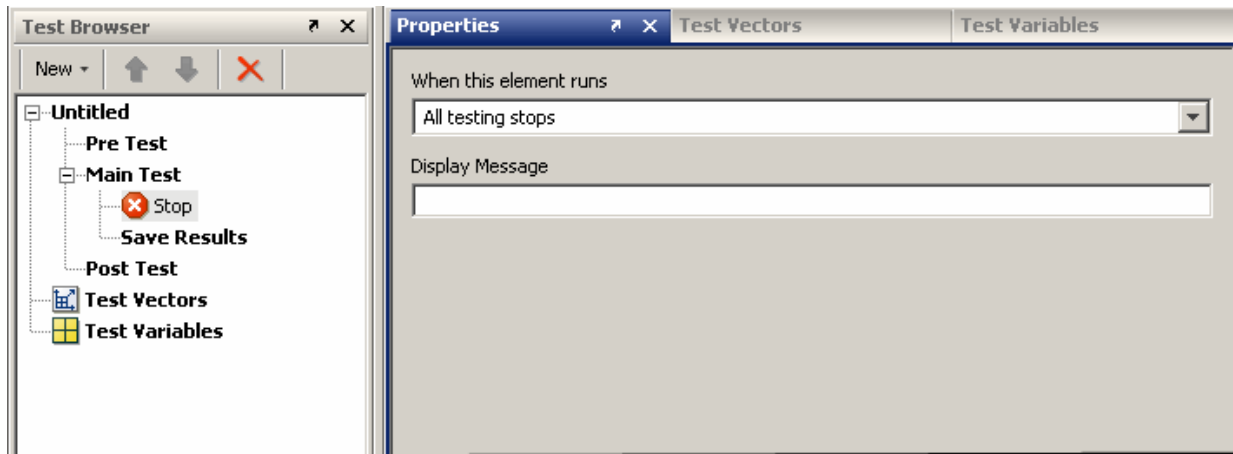 Test Browser
New
Untitled
Pre Test
Main Test
Stop
Save Results
Post Test
Test Vectors
Test Variables
Properties
Test Vectors
Test Variables
When this element runs
All testing stops
Display Message